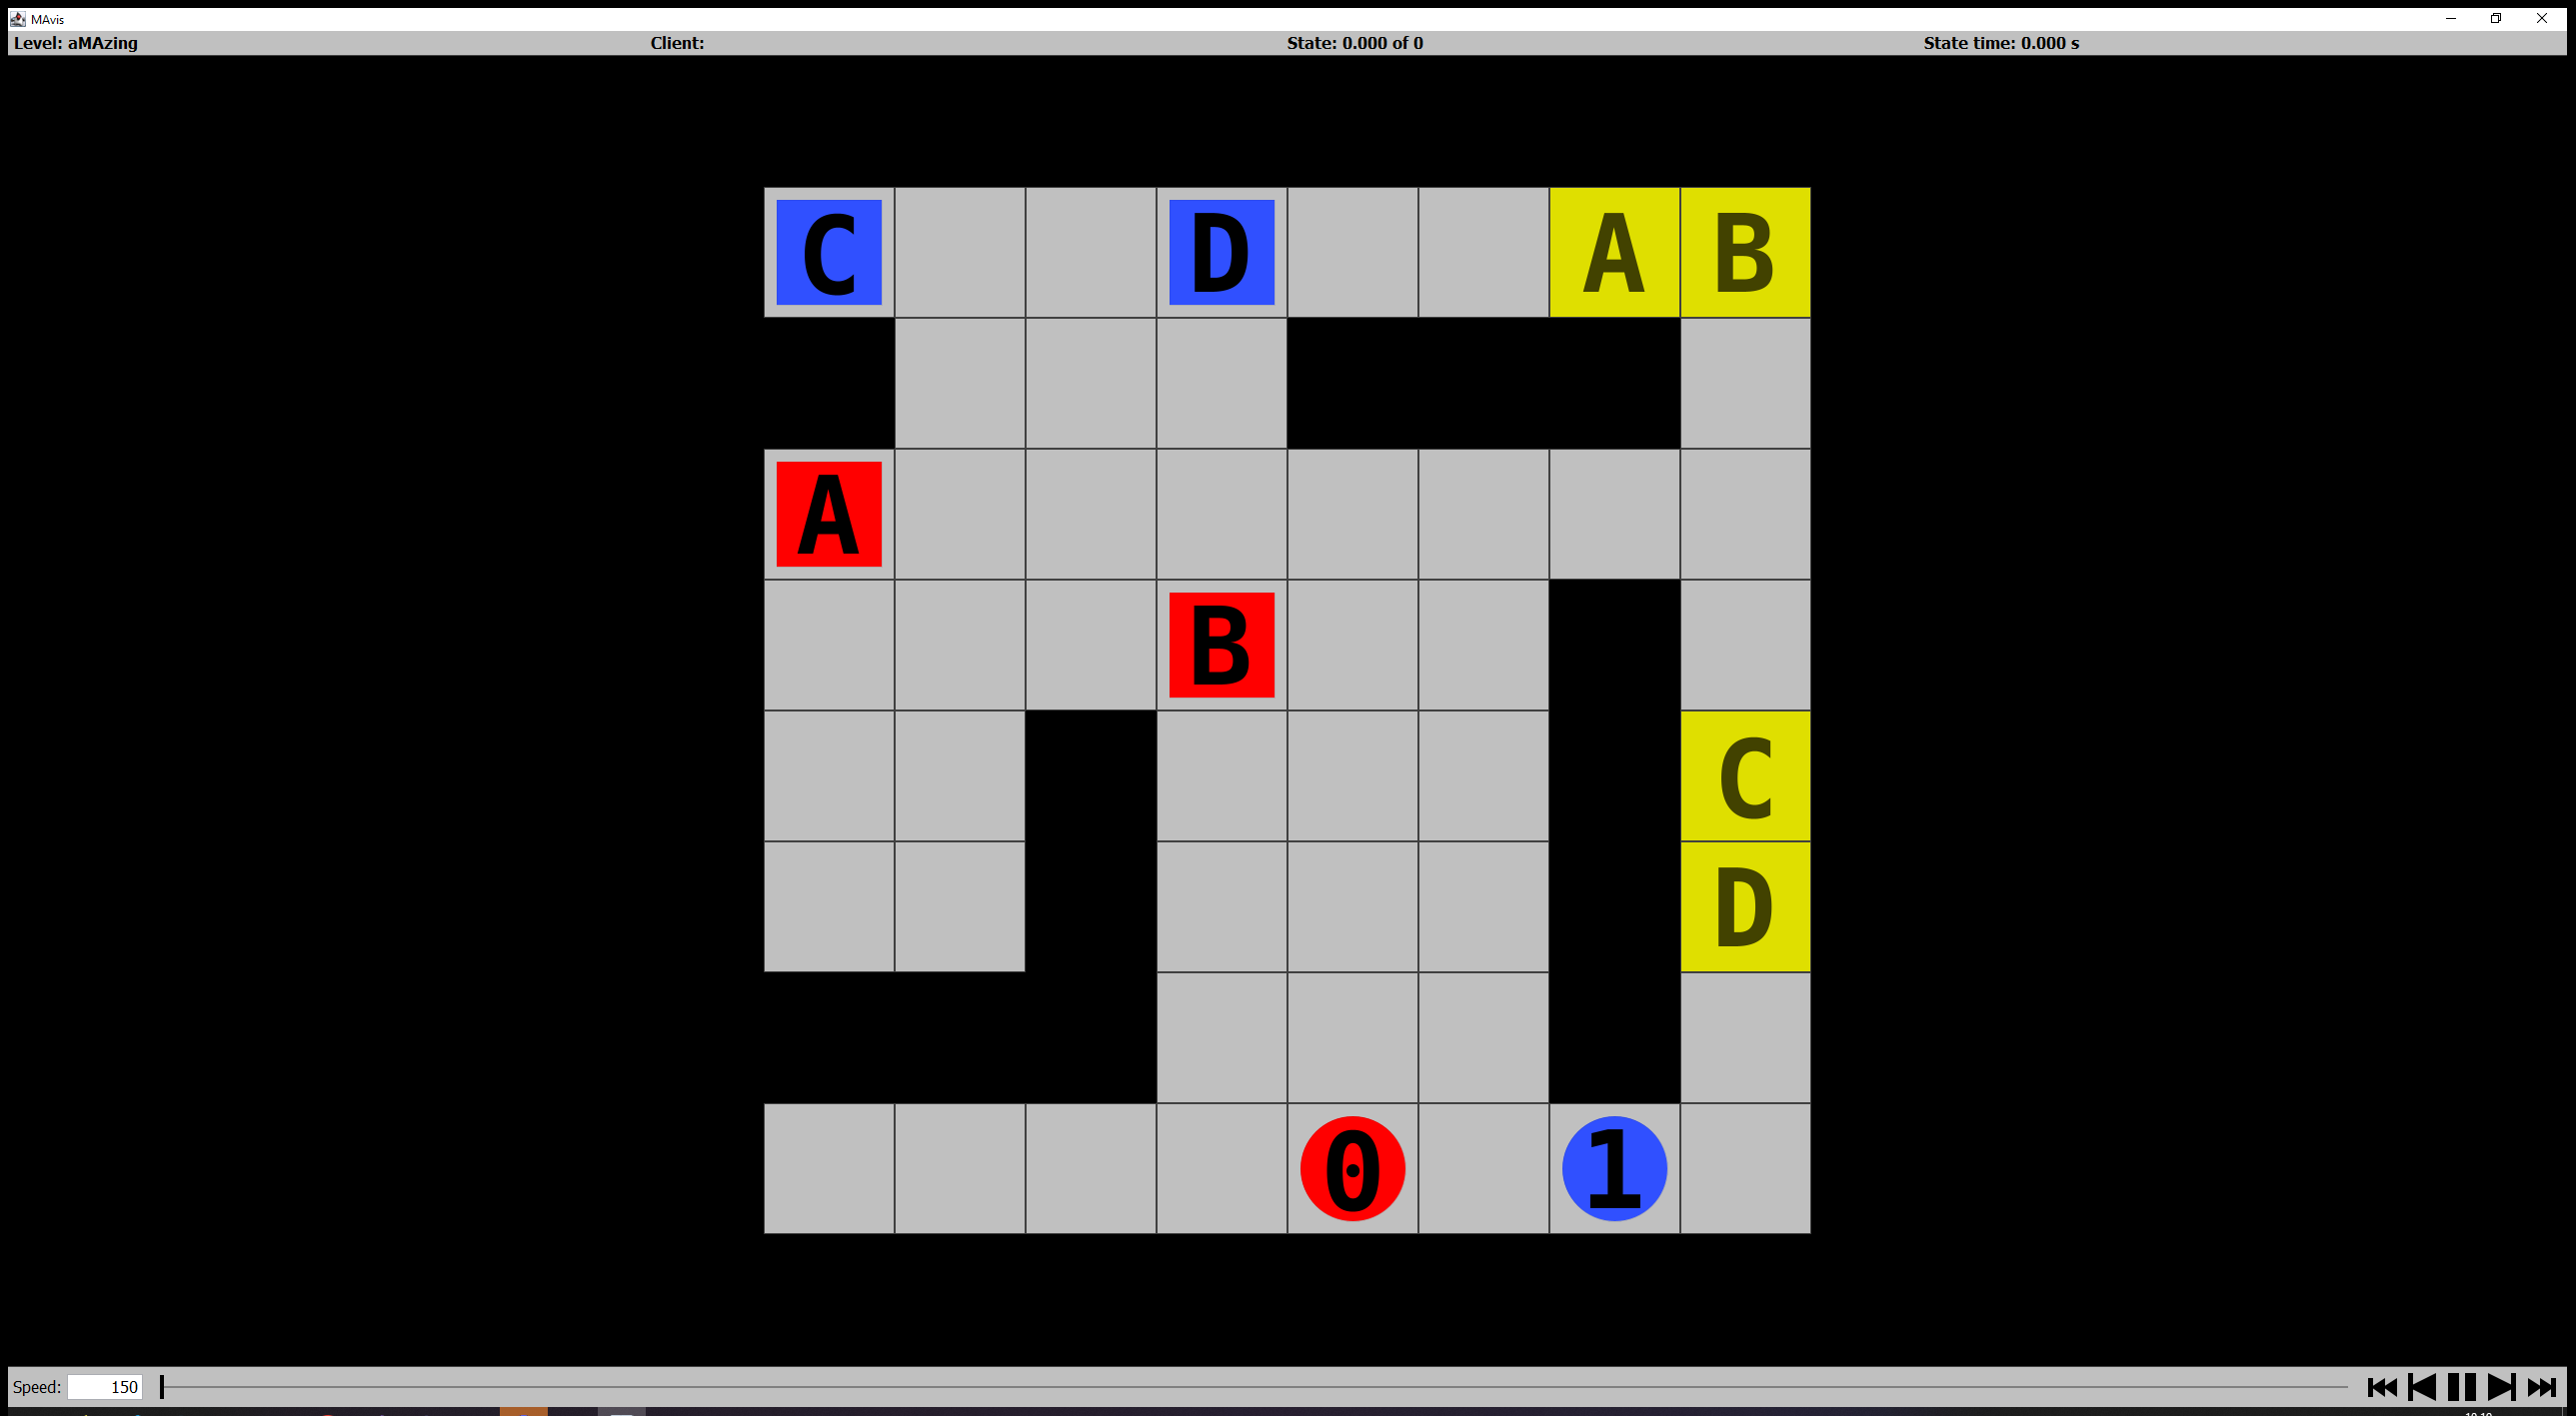 MAvis
Level: aMAzing Client: State: 0.000 of 0 State time: 0.000 s
C D A B
A
B
C
D
0 1
Speed: 150